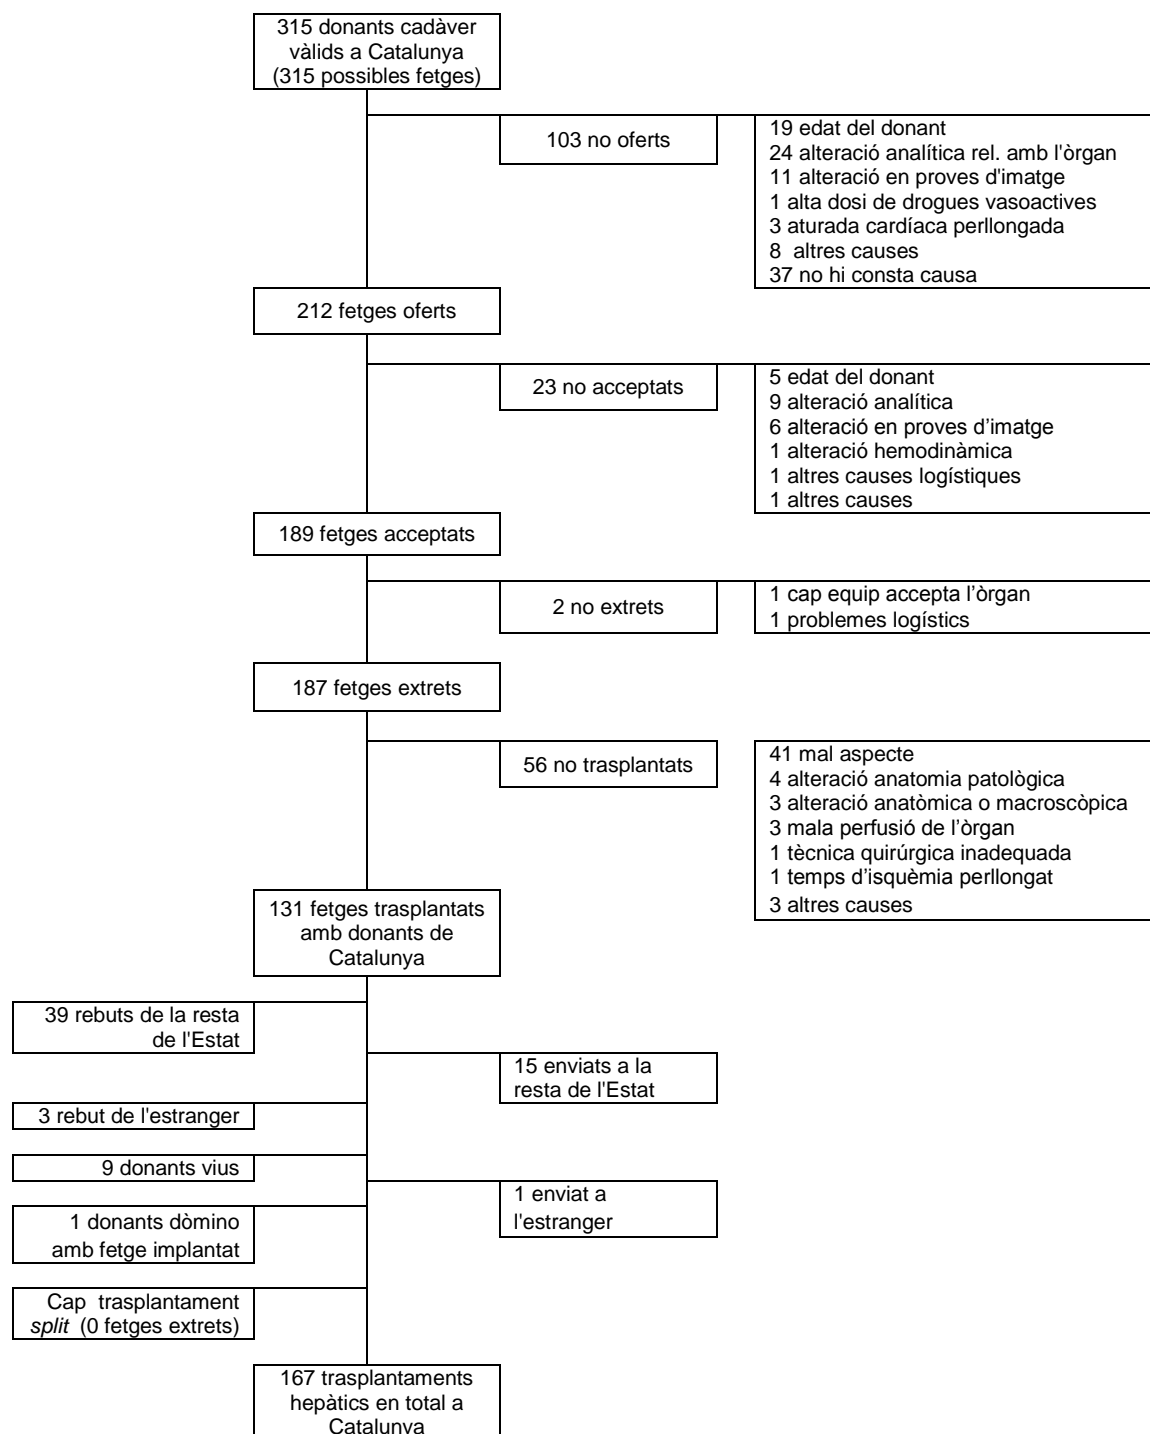 315 donants cadàver
vàlids a Catalunya
(315 possibles fetges)
103 no oferts
19 edat del donant
24 alteració analítica rel. amb l'òrgan
11 alteració en proves d'imatge
1 alta dosi de drogues vasoactives
3 aturada cardíaca perllongada
8 altres causes
37 no hi consta causa
212 fetges oferts
23 no acceptats
5 edat del donant
9 alteració analítica
6 alteració en proves d’imatge
1 alteració hemodinàmica
1 altres causes logístiques
1 altres causes
189 fetges acceptats
2 no extrets
1 cap equip accepta l’òrgan
1 problemes logístics
187 fetges extrets
56 no trasplantats
41 mal aspecte
4 alteració anatomia patològica
3 alteració anatòmica o macroscòpica
3 mala perfusió de l’òrgan
1 tècnica quirúrgica inadequada
1 temps d’isquèmia perllongat
3 altres causes
131 fetges trasplantats
amb donants de
Catalunya
39 rebuts de la resta
de l'Estat
15 enviats a la
resta de l'Estat
3 rebut de l'estranger
9 donants vius
1 enviat a
l'estranger
1 donants dòmino
amb fetge implantat
Cap trasplantament
split (0 fetges extrets)
167 trasplantaments
hepàtics en total a
Catalunya